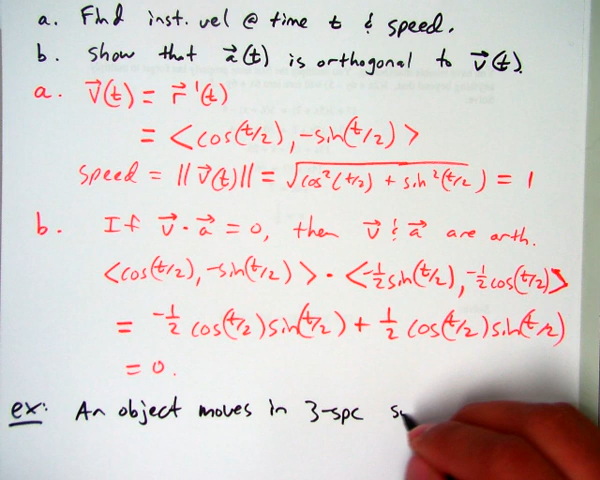 a. Find inst. vel @ time t & speed.
b. Show that a⃗(t) is orthogonal to v⃗(t).
a. v⃗(t) = r⃗'(t)
= <cos(t/2), -sin(t/2)>
speed = ||v⃗(t)|| = √(cos²(t/2) + sin²(t/2)) = 1
b. If v⃗ · a⃗ = 0, then v⃗ & a⃗ are orth.
<cos(t/2), -sin(t/2)> · <-1/2 sin(t/2), -1/2 cos(t/2)>
= -1/2 cos(t/2) sin(t/2) + 1/2 cos(t/2) sin(t/2)
= 0.
ex: An object moves in 3-spc